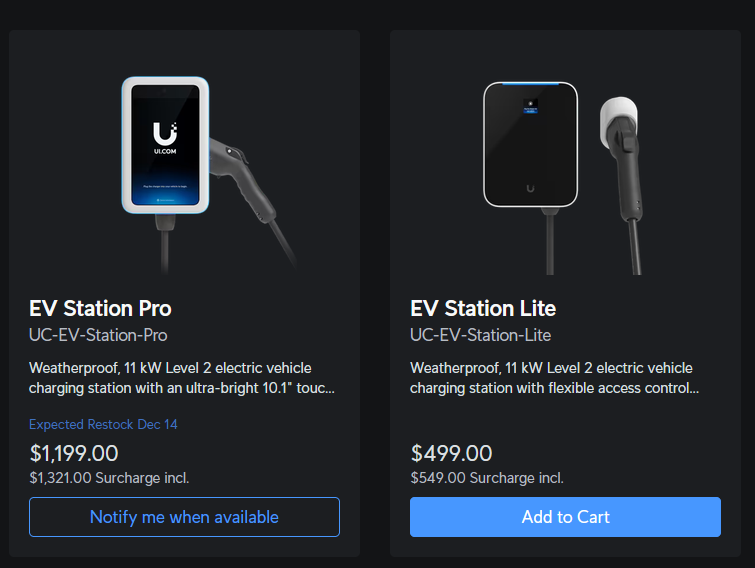 UI.COM
EV Station Pro
UC-EV-Station-Pro
Weatherproof, 11 kW Level 2 electric vehicle
charging station with an ultra-bright 10.1" touc...
Expected Restock Dec 14
$1,199.00
$1,321.00 Surcharge incl.
Notify me when available
EV Station Lite
UC-EV-Station-Lite
Weatherproof, 11 kW Level 2 electric vehicle
charging station with flexible access control...
$499.00
$549.00 Surcharge incl.
Add to Cart